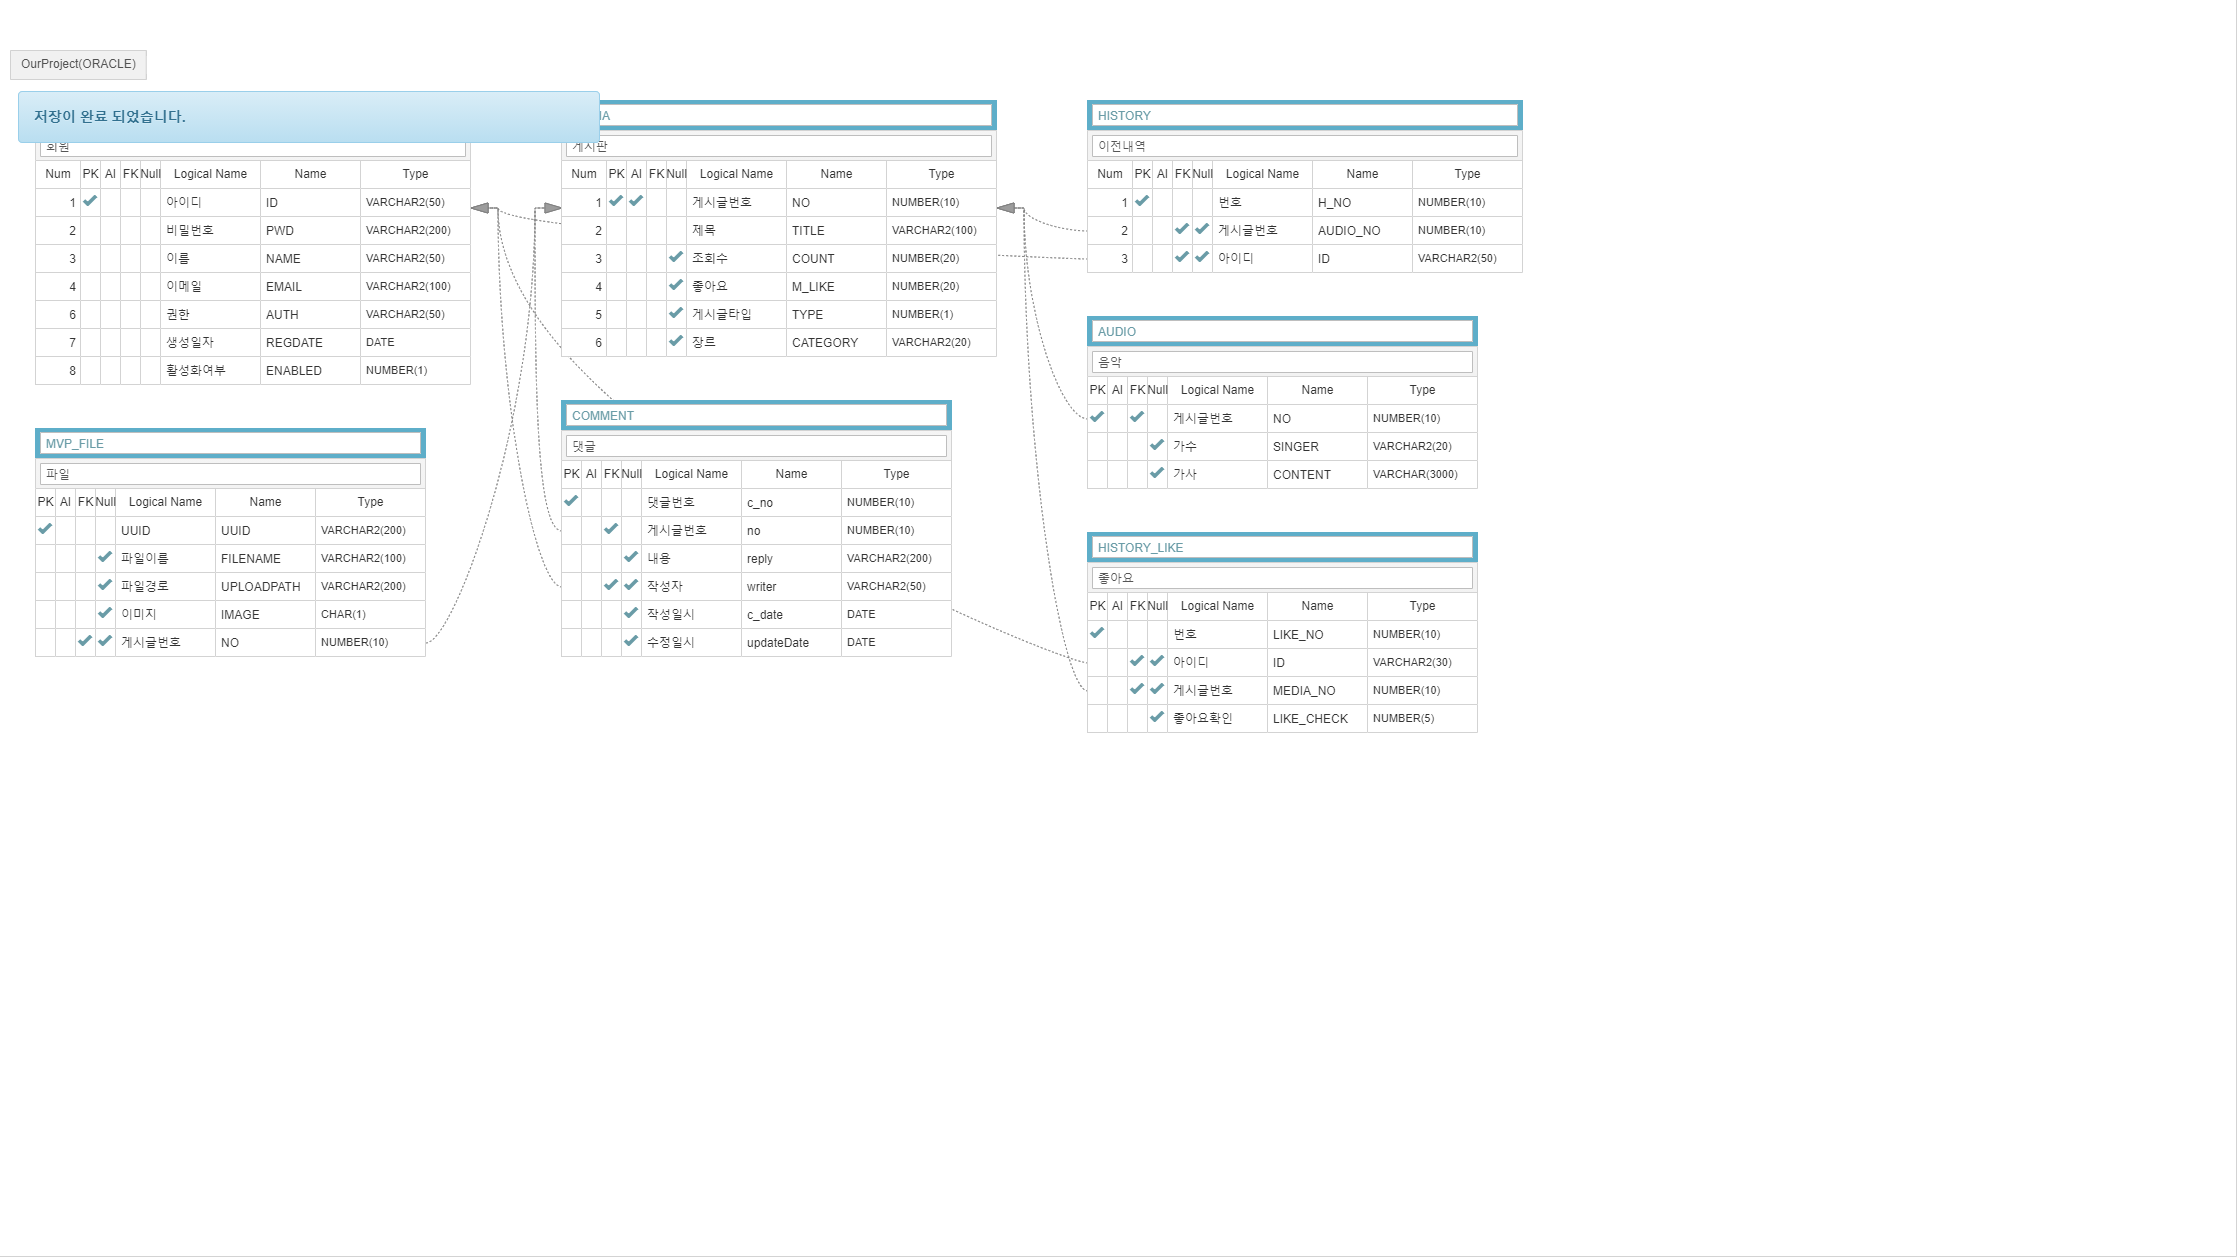 OurProject(ORACLE)
저장이 완료 되었습니다.
회원
Num PK AI FK Null Logical Name Name Type
1 아이디 ID VARCHAR2(50)
2 비밀번호 PWD VARCHAR2(200)
3 이름 NAME VARCHAR2(50)
4 이메일 EMAIL VARCHAR2(100)
6 권한 AUTH VARCHAR2(50)
7 생성일자 REGDATE DATE
8 활성화여부 ENABLED NUMBER(1)
MVP_FILE
파일
PK AI FK Null Logical Name Name Type
UUID UUID VARCHAR2(200)
파일이름 FILENAME VARCHAR2(100)
파일경로 UPLOADPATH VARCHAR2(200)
이미지 IMAGE CHAR(1)
게시글번호 NO NUMBER(10)
IA
게시판
Num PK AI FK Null Logical Name Name Type
1 게시글번호 NO NUMBER(10)
2 제목 TITLE VARCHAR2(100)
3 조회수 COUNT NUMBER(20)
4 좋아요 M_LIKE NUMBER(20)
5 게시글타입 TYPE NUMBER(1)
6 장르 CATEGORY VARCHAR2(20)
COMMENT
댓글
PK AI FK Null Logical Name Name Type
댓글번호 c_no NUMBER(10)
게시글번호 no NUMBER(10)
내용 reply VARCHAR2(200)
작성자 writer VARCHAR2(50)
작성일시 c_date DATE
수정일시 updateDate DATE
HISTORY
이전내역
Num PK AI FK Null Logical Name Name Type
1 번호 H_NO NUMBER(10)
2 게시글번호 AUDIO_NO NUMBER(10)
3 아이디 ID VARCHAR2(50)
AUDIO
음악
PK AI FK Null Logical Name Name Type
게시글번호 NO NUMBER(10)
가수 SINGER VARCHAR2(20)
가사 CONTENT VARCHAR(3000)
HISTORY_LIKE
좋아요
PK AI FK Null Logical Name Name Type
번호 LIKE_NO NUMBER(10)
아이디 ID VARCHAR2(30)
게시글번호 MEDIA_NO NUMBER(10)
좋아요확인 LIKE_CHECK NUMBER(5)